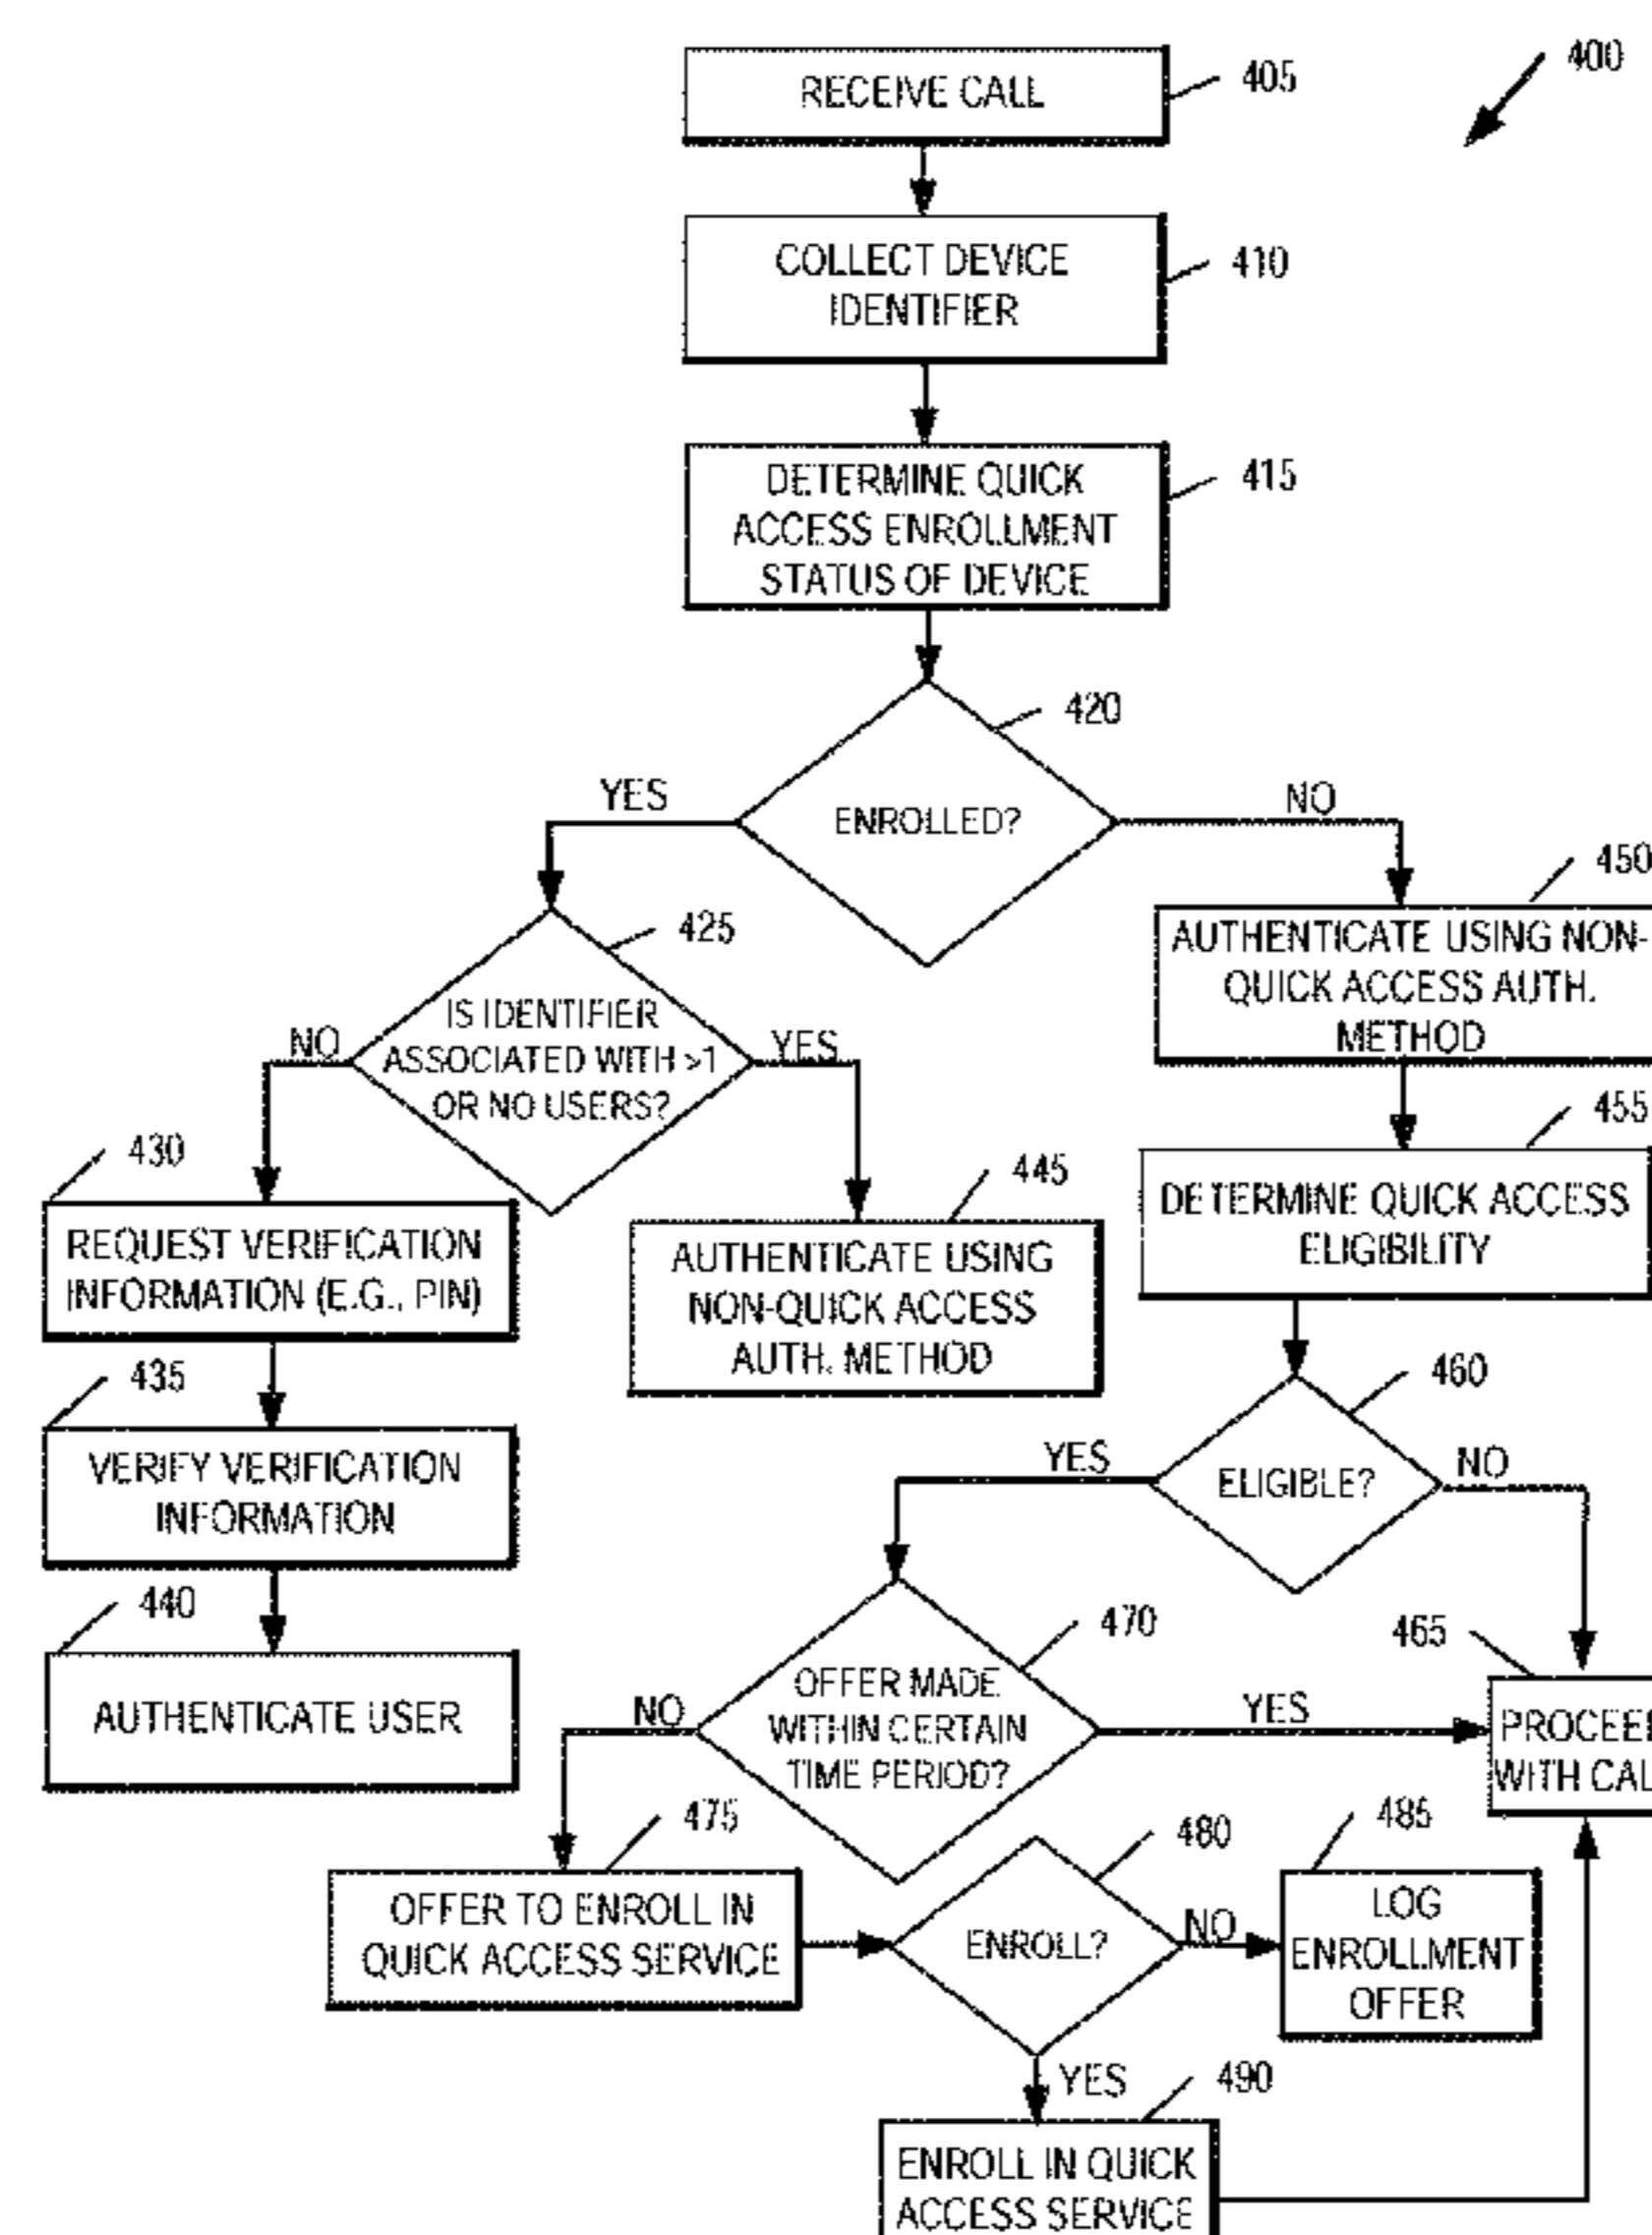 400
RECEIVE CALL
405
COLLECT DEVICE
IDENTIFIER
410
DETERMINE QUICK
ACCESS ENROLLMENT
STATUS OF DEVICE
415
420
ENROLLED?
YES
NO
425
IS IDENTIFIER
ASSOCIATED WITH >1
OR NO USERS?
NO
YES
450
AUTHENTICATE USING NON-
QUICK ACCESS AUTH.
METHOD
430
REQUEST VERIFICATION
INFORMATION (E.G., PIN)
445
AUTHENTICATE USING
NON-QUICK ACCESS
AUTH. METHOD
455
DETERMINE QUICK ACCESS
ELIGIBILITY
435
VERIFY VERIFICATION
INFORMATION
460
ELIGIBLE?
YES
NO
440
AUTHENTICATE USER
470
OFFER MADE
WITHIN CERTAIN
TIME PERIOD?
NO
YES
465
PROCEE
WITH CAL
475
OFFER TO ENROLL IN
QUICK ACCESS SERVICE
480
ENROLL?
NO
485
LOG
ENROLLMENT
OFFER
YES
490
ENROLL IN QUICK
ACCESS SERVICE